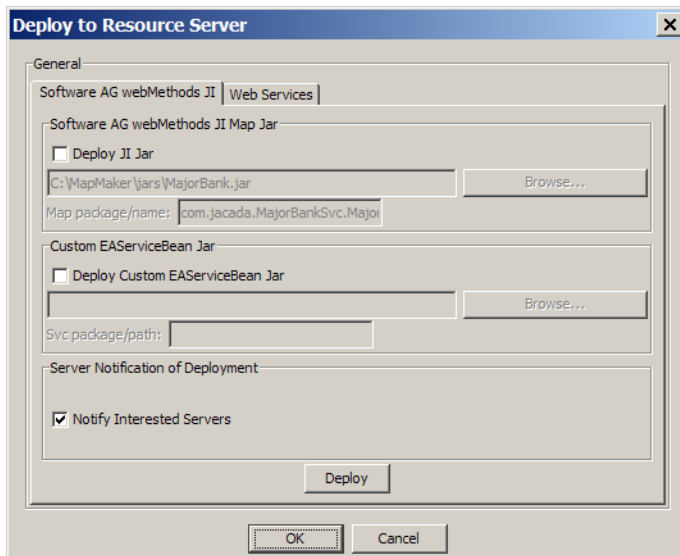 Deploy to Resource Server
General
Software AG webMethods JI Web Services
Software AG webMethods JI Map Jar
Deploy JI Jar
C:\MapMaker\jars\MajorBank.jar Browse...
Map package/name: com.jacada.MajorBankSvc.Major
Custom EAServiceBean Jar
Deploy Custom EAServiceBean Jar
Browse...
Svc package/path:
Server Notification of Deployment
Notify Interested Servers
Deploy
OK Cancel